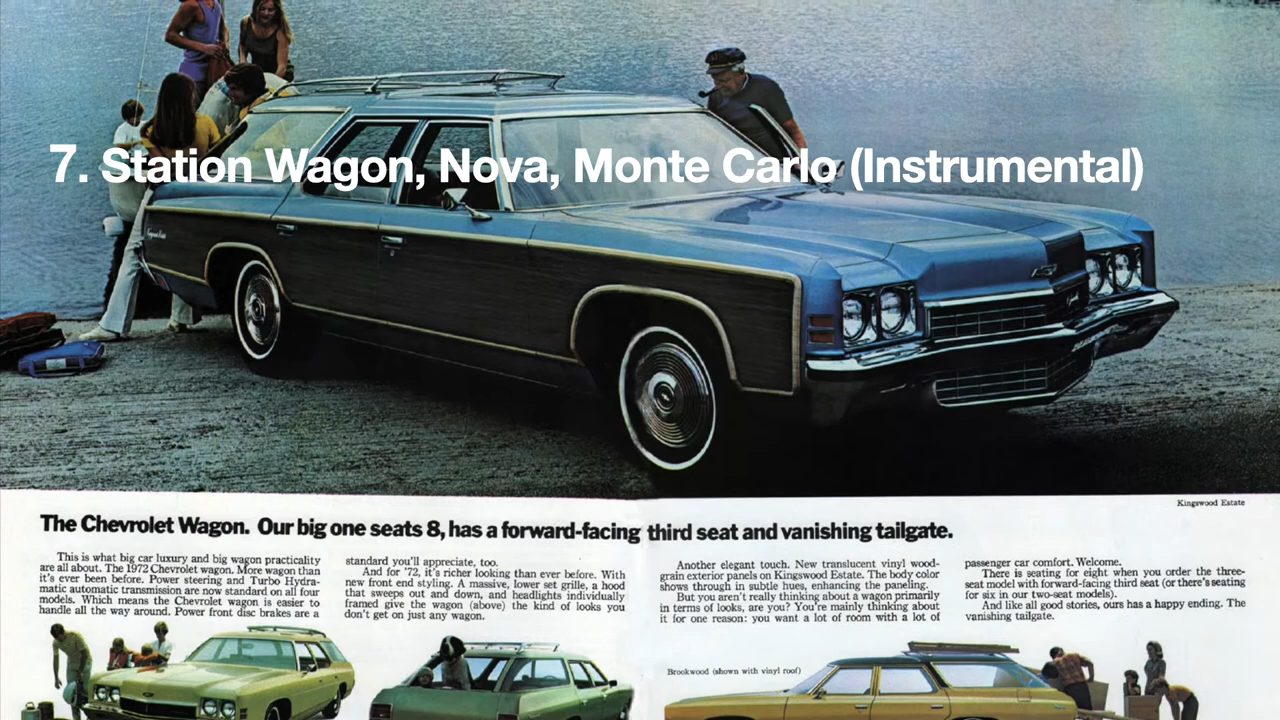 7. Station Wagon, Nova, Monte Carlo (Instrumental)
Kingswood Estate
The Chevrolet Wagon. Our big one seats 8, has a forward-facing third seat and vanishing tailgate.
This is what big car luxury and big wagon practicality
are all about. The 1972 Chevrolet wagon. More wagon than
it's ever been before. Power steering and Turbo Hydra-
matic automatic transmission are now standard on all four
models. Which means the Chevrolet wagon is easier to
handle all the way around. Power front disc brakes are a
standard you'll appreciate, too.
And for '72, it's richer looking than ever before. With
new front end styling. A massive, lower set grille, a hood
that sweeps out and down, and headlights individually
framed give the wagon (above) the kind of looks you
don't get on just any wagon.
Another elegant touch. New translucent vinyl wood-
grain exterior panels on Kingswood Estate. The body color
shows through in subtle hues, enhancing the paneling.
But you aren't really thinking about a wagon primarily
in terms of looks, are you? You're mainly thinking about
it for one reason: you want a lot of room with a lot of
passenger car comfort. Welcome.
There is seating for eight when you order the three-
seat model with forward-facing third seat (or there's seating
for six in our two-seat models).
And like all good stories, ours has a happy ending. The
vanishing tailgate.
Brookwood (shown with vinyl roof)